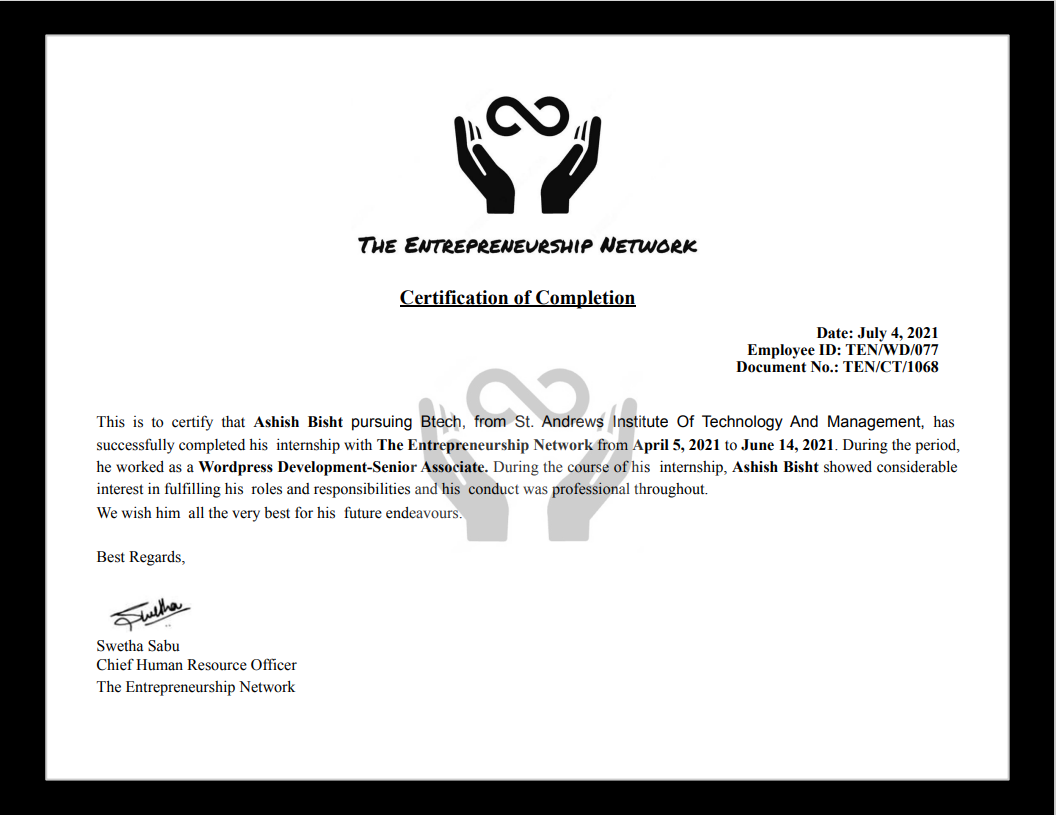 The Entrepreneurship Network
Certification of Completion
Date: July 4, 2021
Employee ID: TEN/WD/077
Document No.: TEN/CT/1068
This is to certify that Ashish Bisht pursuing Btech, from St. Andrews Institute Of Technology And Management, has
successfully completed his internship with The Entrepreneurship Network from April 5, 2021 to June 14, 2021. During the period,
he worked as a Wordpress Development-Senior Associate. During the course of his internship, Ashish Bisht showed considerable
interest in fulfilling his roles and responsibilities and his conduct was professional throughout.
We wish him all the very best for his future endeavours.
Best Regards,
Swetha
Swetha Sabu
Chief Human Resource Officer
The Entrepreneurship Network